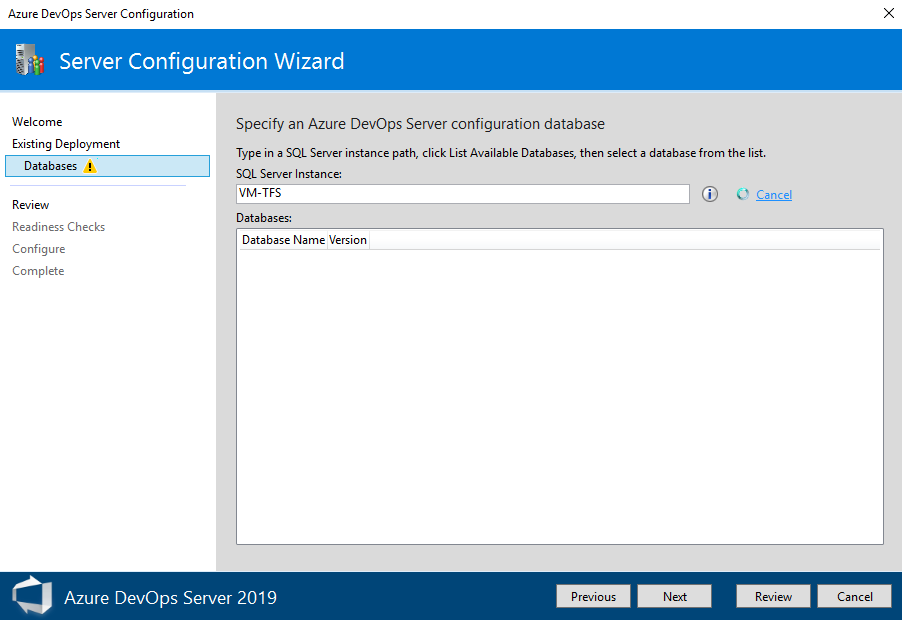 Azure DevOps Server Configuration
Server Configuration Wizard
Welcome
Existing Deployment
Databases
Review
Readiness Checks
Configure
Complete
Specify an Azure DevOps Server configuration database
Type in a SQL Server instance path, click List Available Databases, then select a database from the list.
SQL Server Instance:
VM-TFS
Cancel
Databases:
Database Name Version
Azure DevOps Server 2019
Previous Next Review Cancel